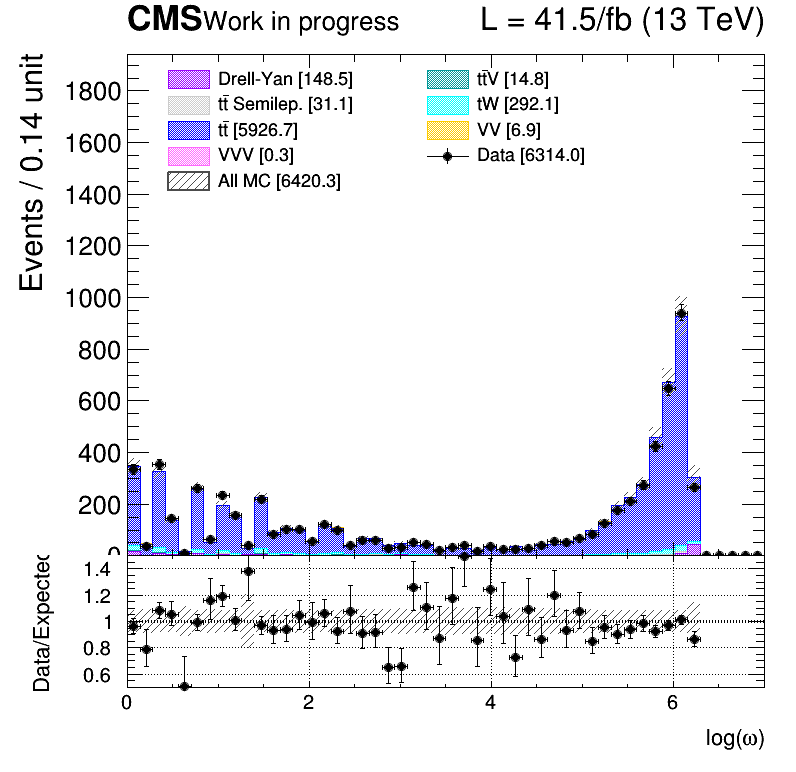 CMS Work in progress L = 41.5/fb (13 TeV)
Events / 0.14 unit
1800
1600
1400
1200
1000
800
600
400
200
0
Drell-Yan [148.5]
tt̄ Semilep. [31.1]
tt̄ [5926.7]
VVV [0.3]
All MC [6420.3]
tt̄V [14.8]
tW [292.1]
VV [6.9]
Data [6314.0]
Data/Expected
1.4
1.2
1
0.8
0.6
0 2 4 6
log(ω)